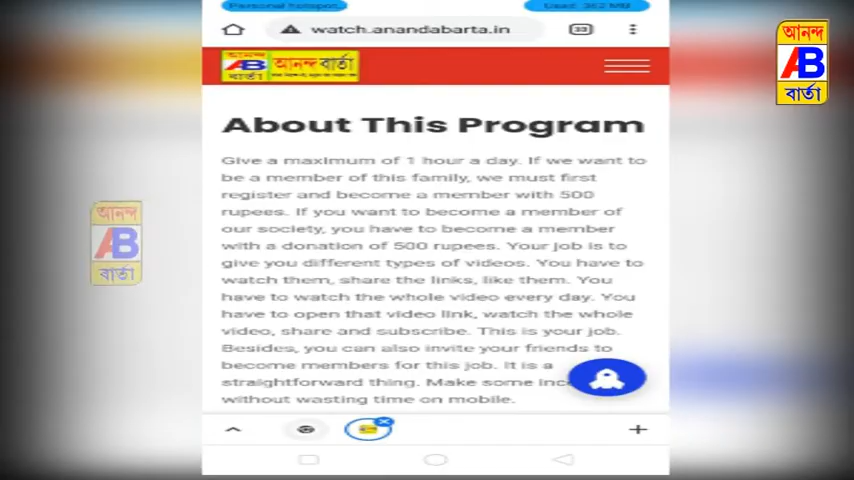 Personal hotspot
Used: 362 MB
watch.anandabarta.in
33
আনন্দ
AB
বার্তা
আনন্দ
AB
বার্তা
আনন্দ বার্তা
About This Program
Give a maximum of 1 hour a day. If we want to
be a member of this family, we must first
register and become a member with 500
rupees. If you want to become a member of
our society, you have to become a member
with a donation of 500 rupees. Your job is to
give you different types of videos. You have to
watch them, share the links, like them. You
have to watch the whole video every day. You
have to open that video link, watch the whole
video, share and subscribe. This is your job.
Besides, you can also invite your friends to
become members for this job. It is a
straightforward thing. Make some
without wasting time on mobile.
আনন্দ
AB
বার্তা